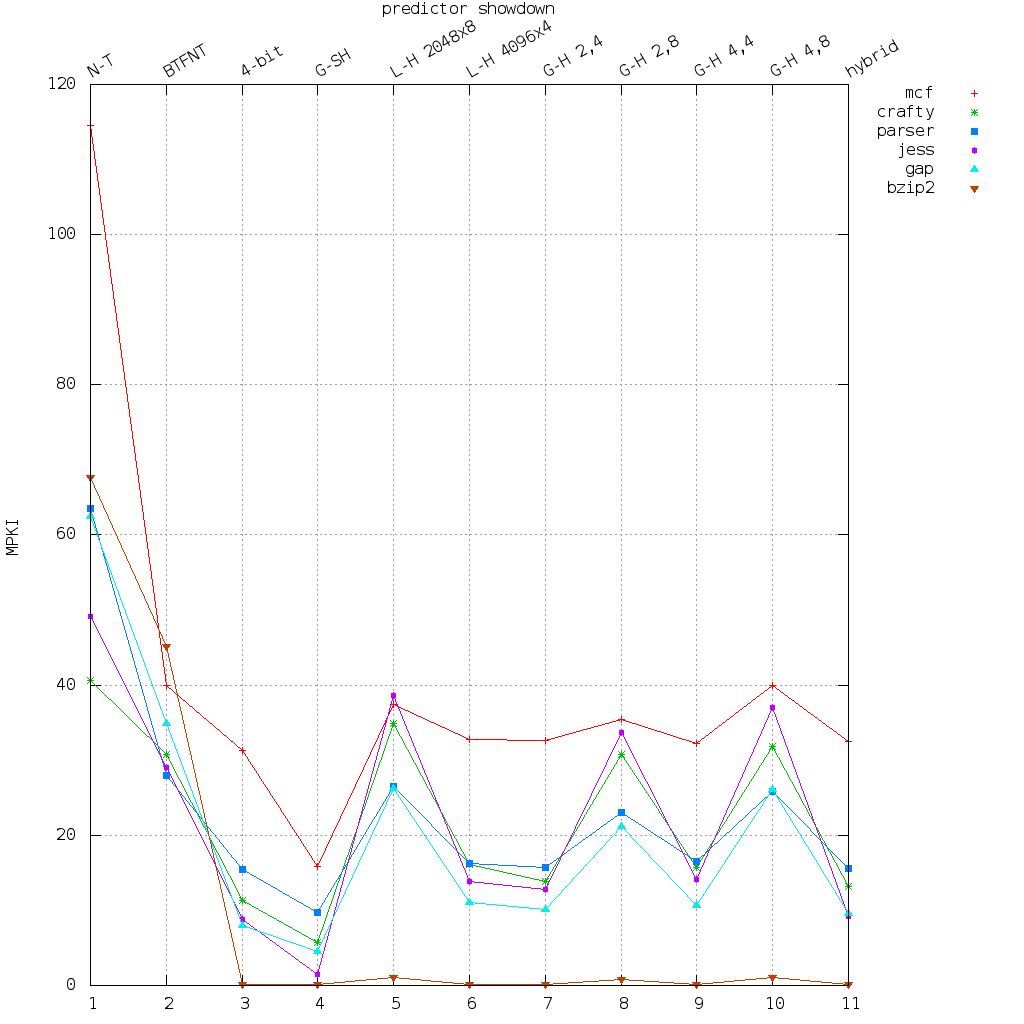 predictor showdown
N-T BTFNT 4-bit G-SH L-H 2048x8 L-H 4096x4 G-H 2,4 G-H 2,8 G-H 4,4 G-H 4,8 hybrid
mcf
crafty
parser
jess
gap
bzip2
MPKI
120
100
80
60
40
20
0
1 2 3 4 5 6 7 8 9 10 11